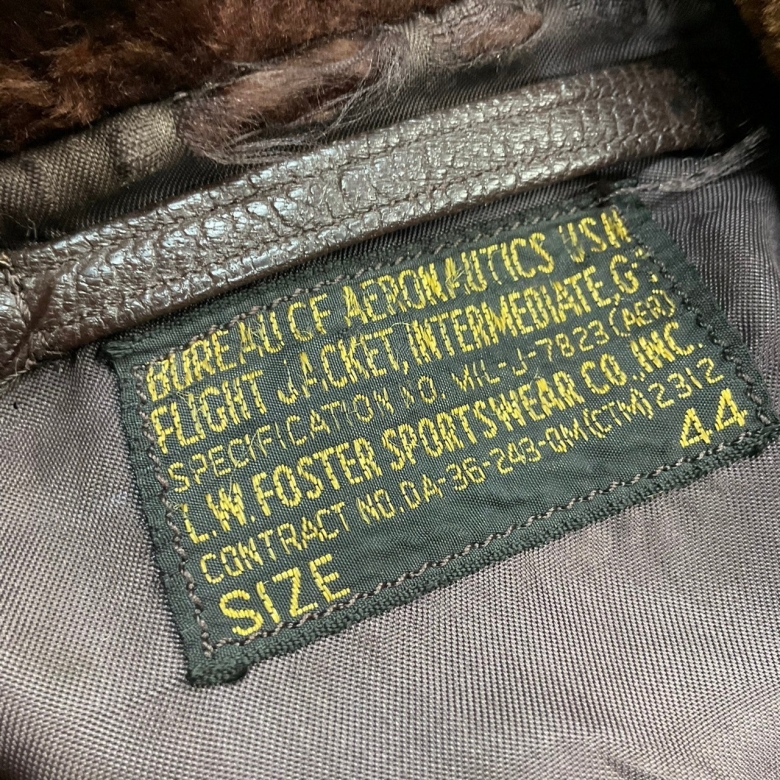 BUREAU OF AERONAUTICS U.S.N
FLIGHT JACKET, INTERMEDIATE, G-1
SPECIFICATION NO. MIL-J-7823 (AER)
L.W. FOSTER SPORTSWEAR CO., INC.
CONTRACT NO. DA-36-243-QM(CTM) 2312
SIZE 44